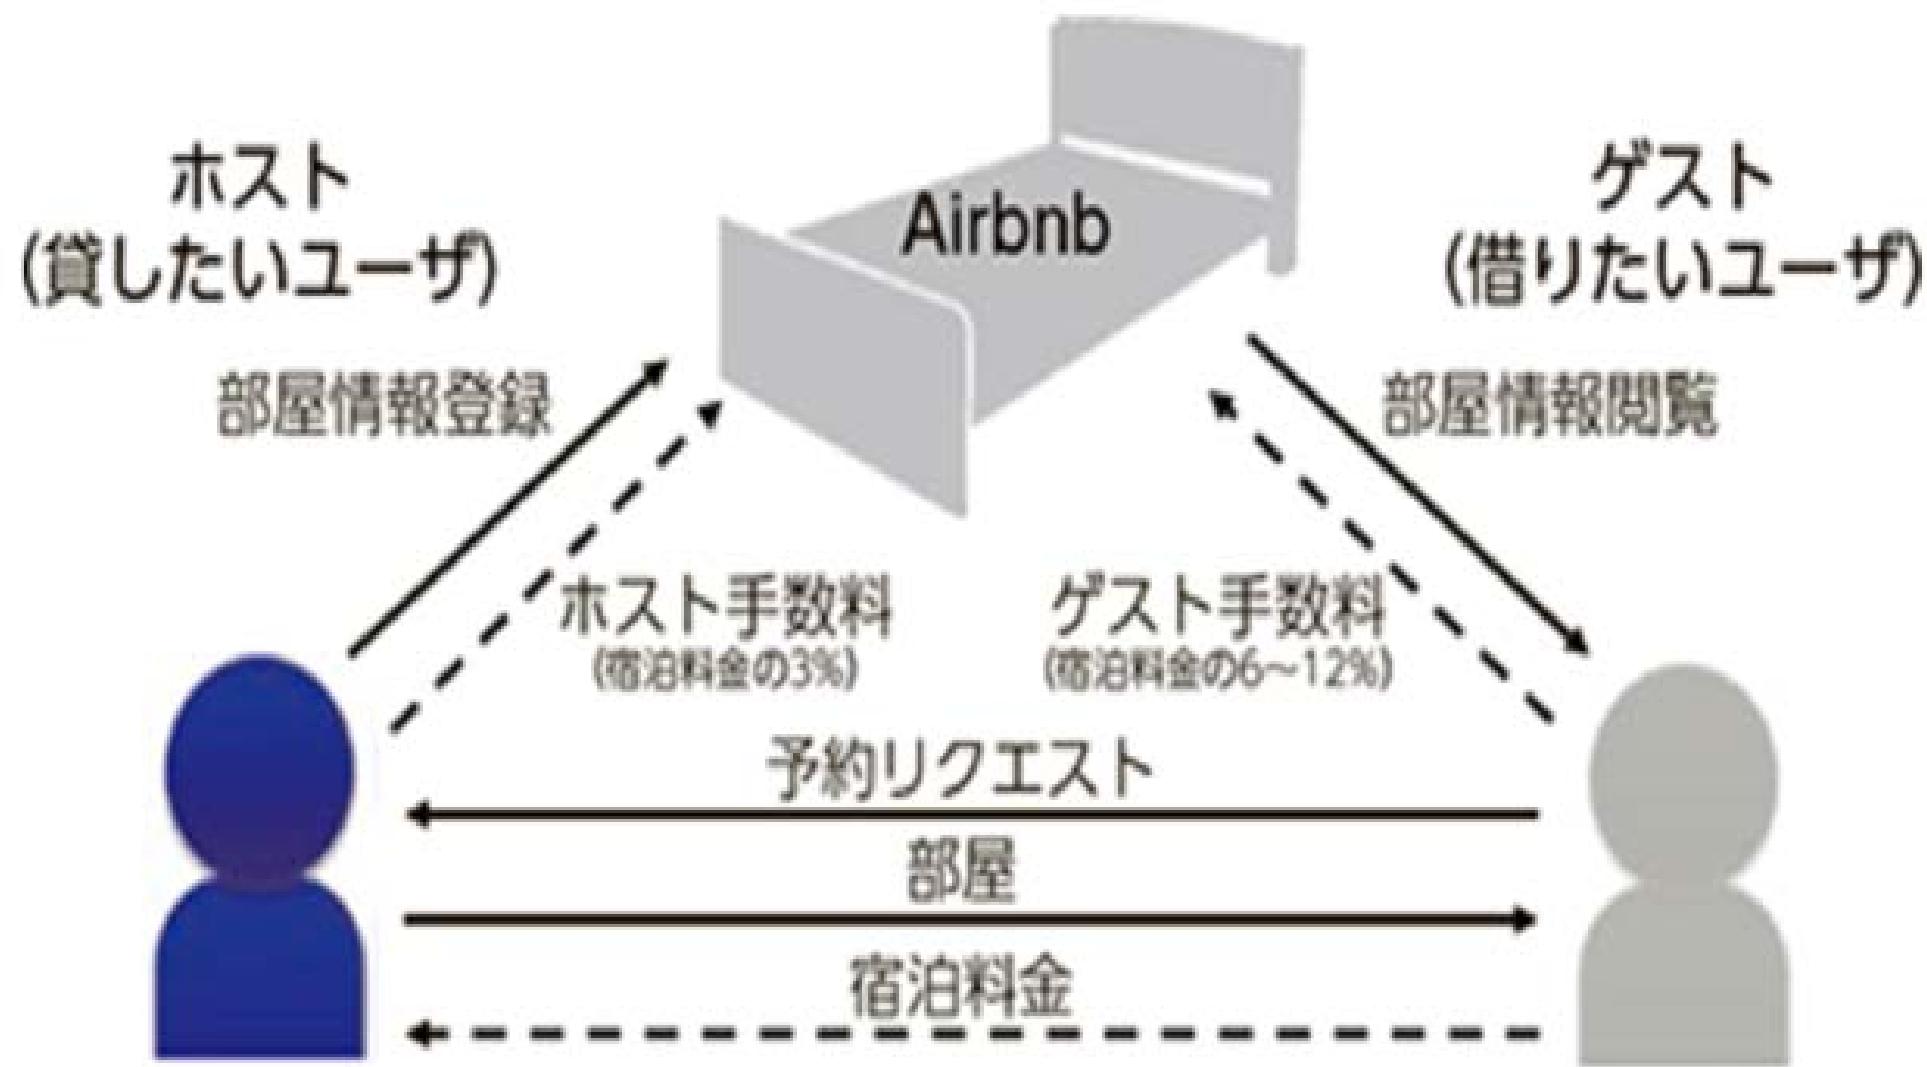 Airbnb
ホスト
(貸したいユーザ)
ゲスト
(借りたいユーザ)
部屋情報登録
部屋情報閲覧
ホスト手数料
(宿泊料金の3%)
ゲスト手数料
(宿泊料金の6～12%)
予約リクエスト
部屋
宿泊料金